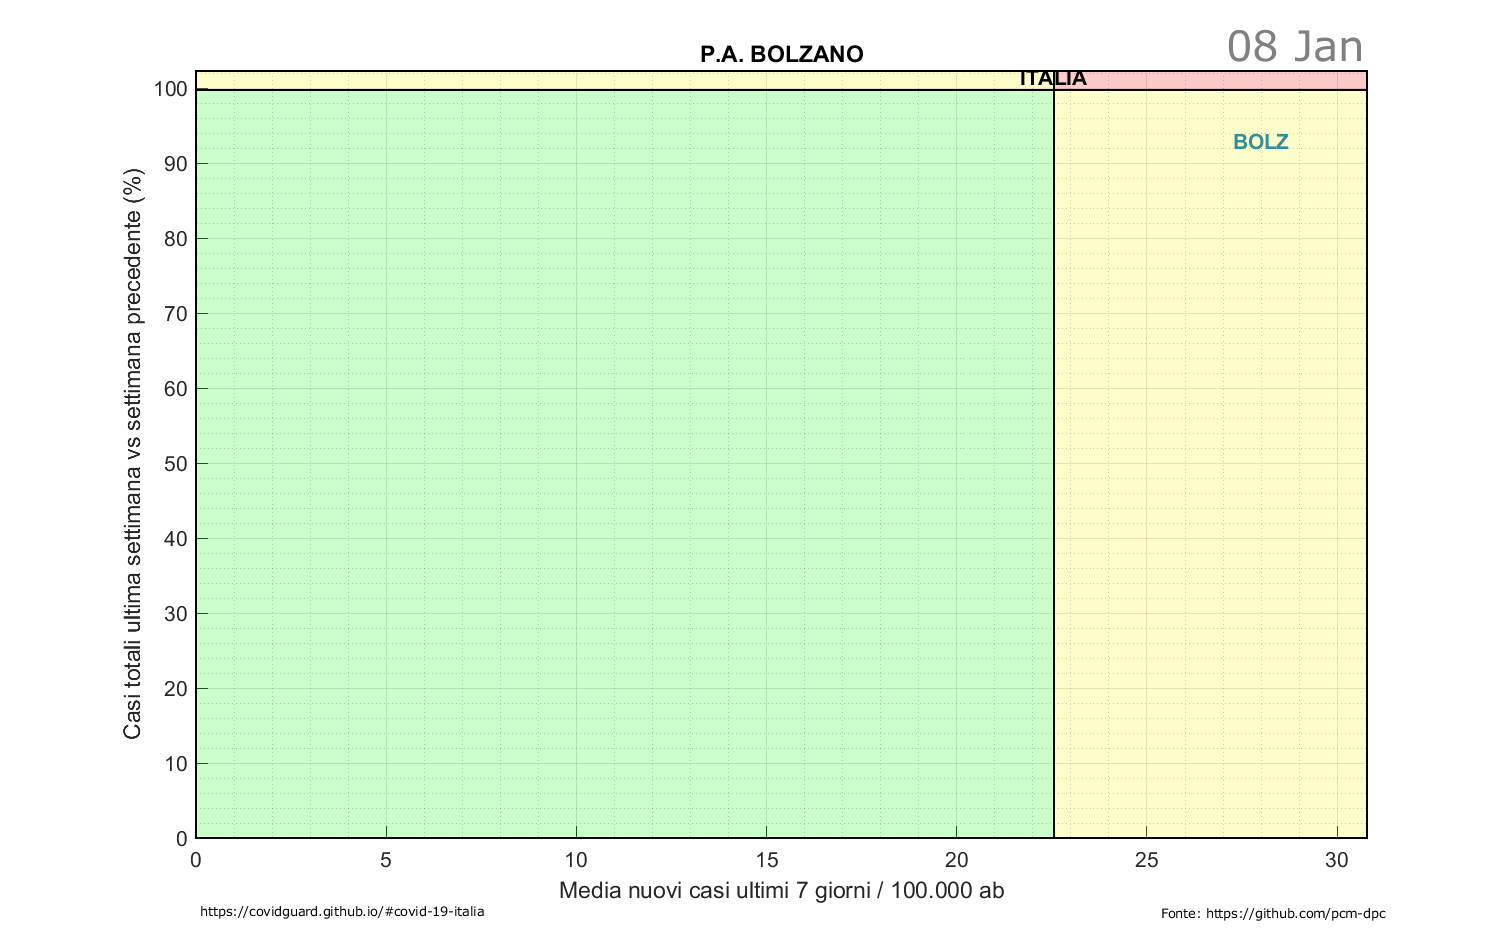 08 Jan
P.A. BOLZANO
ITALIA
BOLZ
Casi totali ultima settimana vs settimana precedente (%)
100
90
80
70
60
50
40
30
20
10
0
0 5 10 15 20 25 30
Media nuovi casi ultimi 7 giorni / 100.000 ab
https://covidguard.github.io/#covid-19-italia
Fonte: https://github.com/pcm-dpc